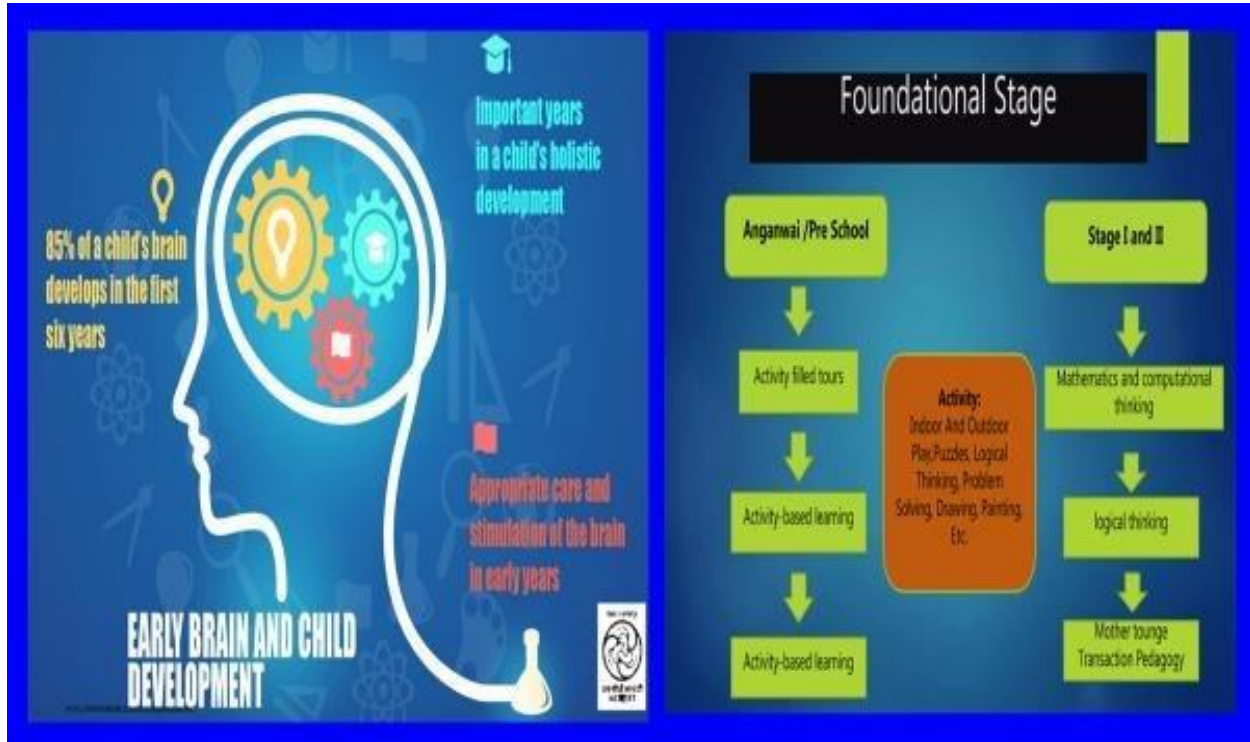 85% of a child's brain
develops in the first
six years
Important years
in a child's holistic
development
Appropriate care and
stimulation of the brain
in early years
EARLY BRAIN AND CHILD
DEVELOPMENT
Foundational Stage
Anganwai /Pre School
Activity filled tours
Activity-based learning
Activity-based learning
Activity:
Indoor And Outdoor
Play,Puzzles, Logical
Thinking, Problem
Solving, Drawing, Painting,
Etc.
Stage I and II
Mathematics and computational
thinking
logical thinking
Mother tounge
Transaction Pedagogy